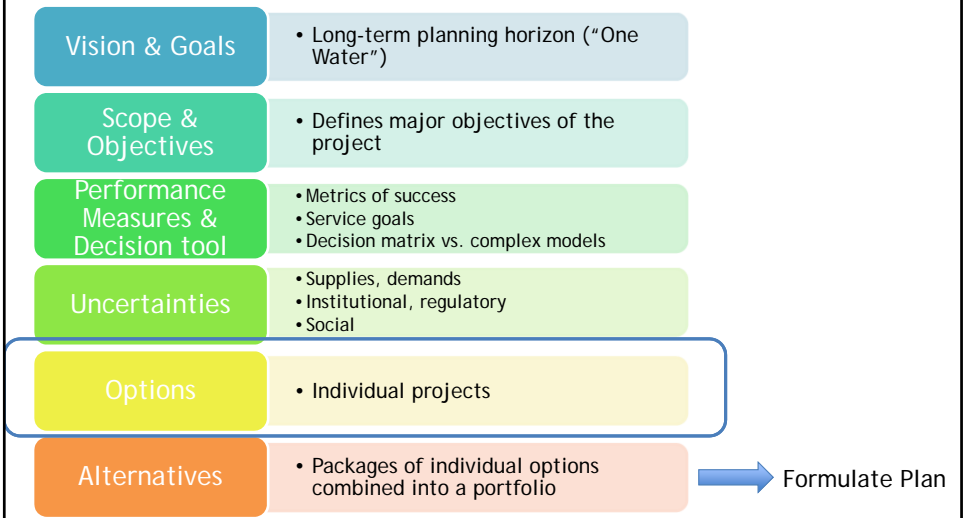 Vision & Goals
• Long-term planning horizon ("One
Water")
Scope &
Objectives
• Defines major objectives of the
project
Performance
Measures &
Decision tool
• Metrics of success
• Service goals
• Decision matrix vs. complex models
Uncertainties
• Supplies, demands
• Institutional, regulatory
• Social
Options
• Individual projects
Alternatives
• Packages of individual options
combined into a portfolio
Formulate Plan